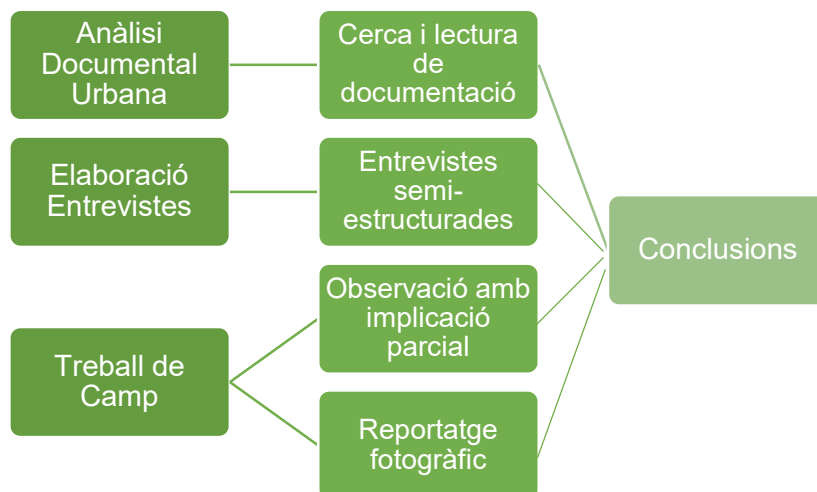 Anàlisi
Documental
Urbana
Cerca i lectura
de
documentació
Elaboració
Entrevistes
Entrevistes
semi-
estructurades
Treball de
Camp
Observació amb
implicació
parcial
Reportatge
fotogràfic
Conclusions